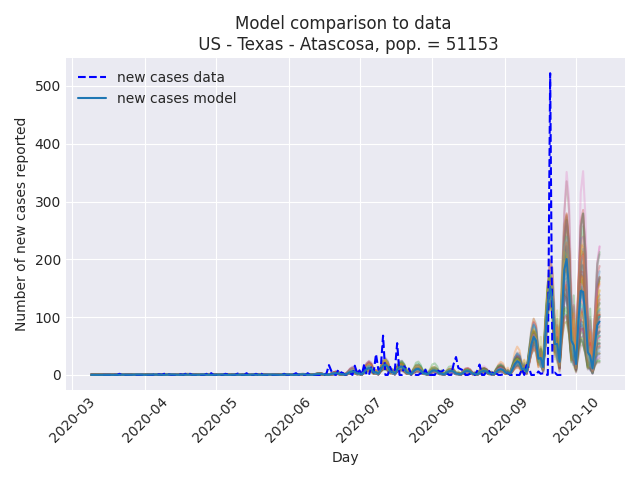 Model comparison to data
US - Texas - Atascosa, pop. = 51153
new cases data
new cases model
Number of new cases reported
500
400
300
200
100
0
2020-03
2020-04
2020-05
2020-06
2020-07
2020-08
2020-09
2020-10
Day